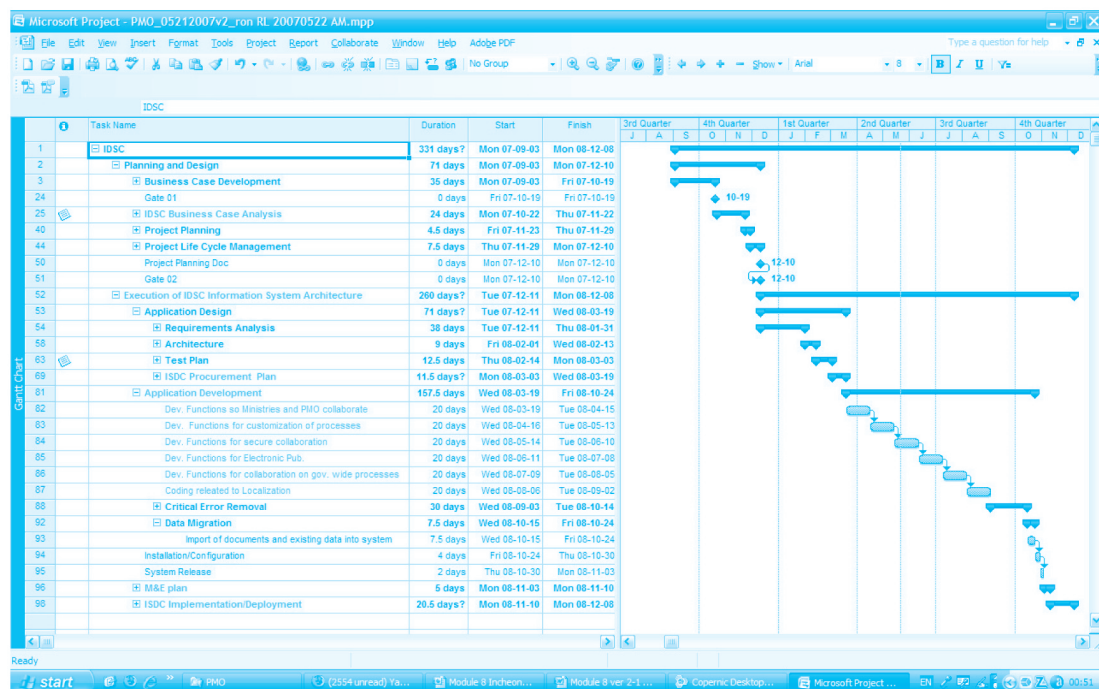 Microsoft Project - PMO_05212007v2_ron RL 20070522 AM.mpp
File Edit View Insert Format Tools Project Report Collaborate Window Help Adobe PDF Type a question for help
No Group Show Arial 8 B I U
IDSC
Task Name Duration Start Finish 3rd Quarter 4th Quarter 1st Quarter 2nd Quarter 3rd Quarter 4th Quarter
J A S O N D J F M A M J J A S O N D
1 IDSC 331 days? Mon 07-09-03 Mon 08-12-08
2 Planning and Design 71 days Mon 07-09-03 Mon 07-12-10
3 Business Case Development 35 days Mon 07-09-03 Fri 07-10-19
24 Gate 01 0 days Fri 07-10-19 Fri 07-10-19 10-19
25 IDSC Business Case Analysis 24 days Mon 07-10-22 Thu 07-11-22
40 Project Planning 4.5 days Fri 07-11-23 Thu 07-11-29
44 Project Life Cycle Management 7.5 days Thu 07-11-29 Mon 07-12-10
50 Project Planning Doc 0 days Mon 07-12-10 Mon 07-12-10 12-10
51 Gate 02 0 days Mon 07-12-10 Mon 07-12-10 12-10
52 Execution of IDSC Information System Architecture 260 days? Tue 07-12-11 Mon 08-12-08
53 Application Design 71 days? Tue 07-12-11 Wed 08-03-19
54 Requirements Analysis 38 days Tue 07-12-11 Thu 08-01-31
58 Architecture 9 days Fri 08-02-01 Wed 08-02-13
63 Test Plan 12.5 days Thu 08-02-14 Mon 08-03-03
69 ISDC Procurement Plan 11.5 days? Mon 08-03-03 Wed 08-03-19
81 Application Development 157.5 days Wed 08-03-19 Fri 08-10-24
82 Dev. Functions so Ministries and PMO collaborate 20 days Wed 08-03-19 Tue 08-04-15
83 Dev. Functions for customization of processes 20 days Wed 08-04-16 Tue 08-05-13
84 Dev. Functions for secure collaboration 20 days Wed 08-05-14 Tue 08-06-10
85 Dev. Functions for Electronic Pub. 20 days Wed 08-06-11 Tue 08-07-08
86 Dev. Functions for collaboration on gov. wide processes 20 days Wed 08-07-09 Tue 08-08-05
87 Coding releated to Localization 20 days Wed 08-08-06 Tue 08-09-02
88 Critical Error Removal 30 days Wed 08-09-03 Tue 08-10-14
92 Data Migration 7.5 days Wed 08-10-15 Fri 08-10-24
93 Import of documents and existing data into system 7.5 days Wed 08-10-15 Fri 08-10-24
94 Installation/Configuration 4 days Fri 08-10-24 Thu 08-10-30
95 System Release 2 days Thu 08-10-30 Mon 08-11-03
96 M&E plan 5 days Mon 08-11-03 Mon 08-11-10
98 ISDC Implementation/Deployment 20.5 days? Mon 08-11-10 Mon 08-12-08
Gantt Chart
Ready
start PMO (2554 unread) Ya... Module 8 Incheon... Module 8 ver 2-1 ... Copernic Desktop... Microsoft Project ... EN 00:51